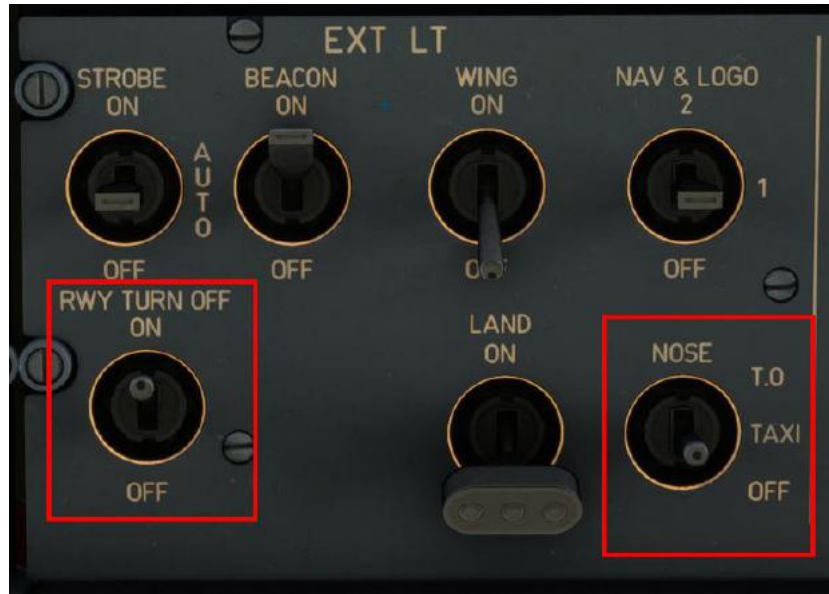 EXT LT
STROBE
ON
BEACON
ON
WING
ON
NAV & LOGO
2
AUTO
1
OFF
OFF
OFF
OFF
RWY TURN OFF
ON
LAND
ON
NOSE
T.O
TAXI
OFF
OFF